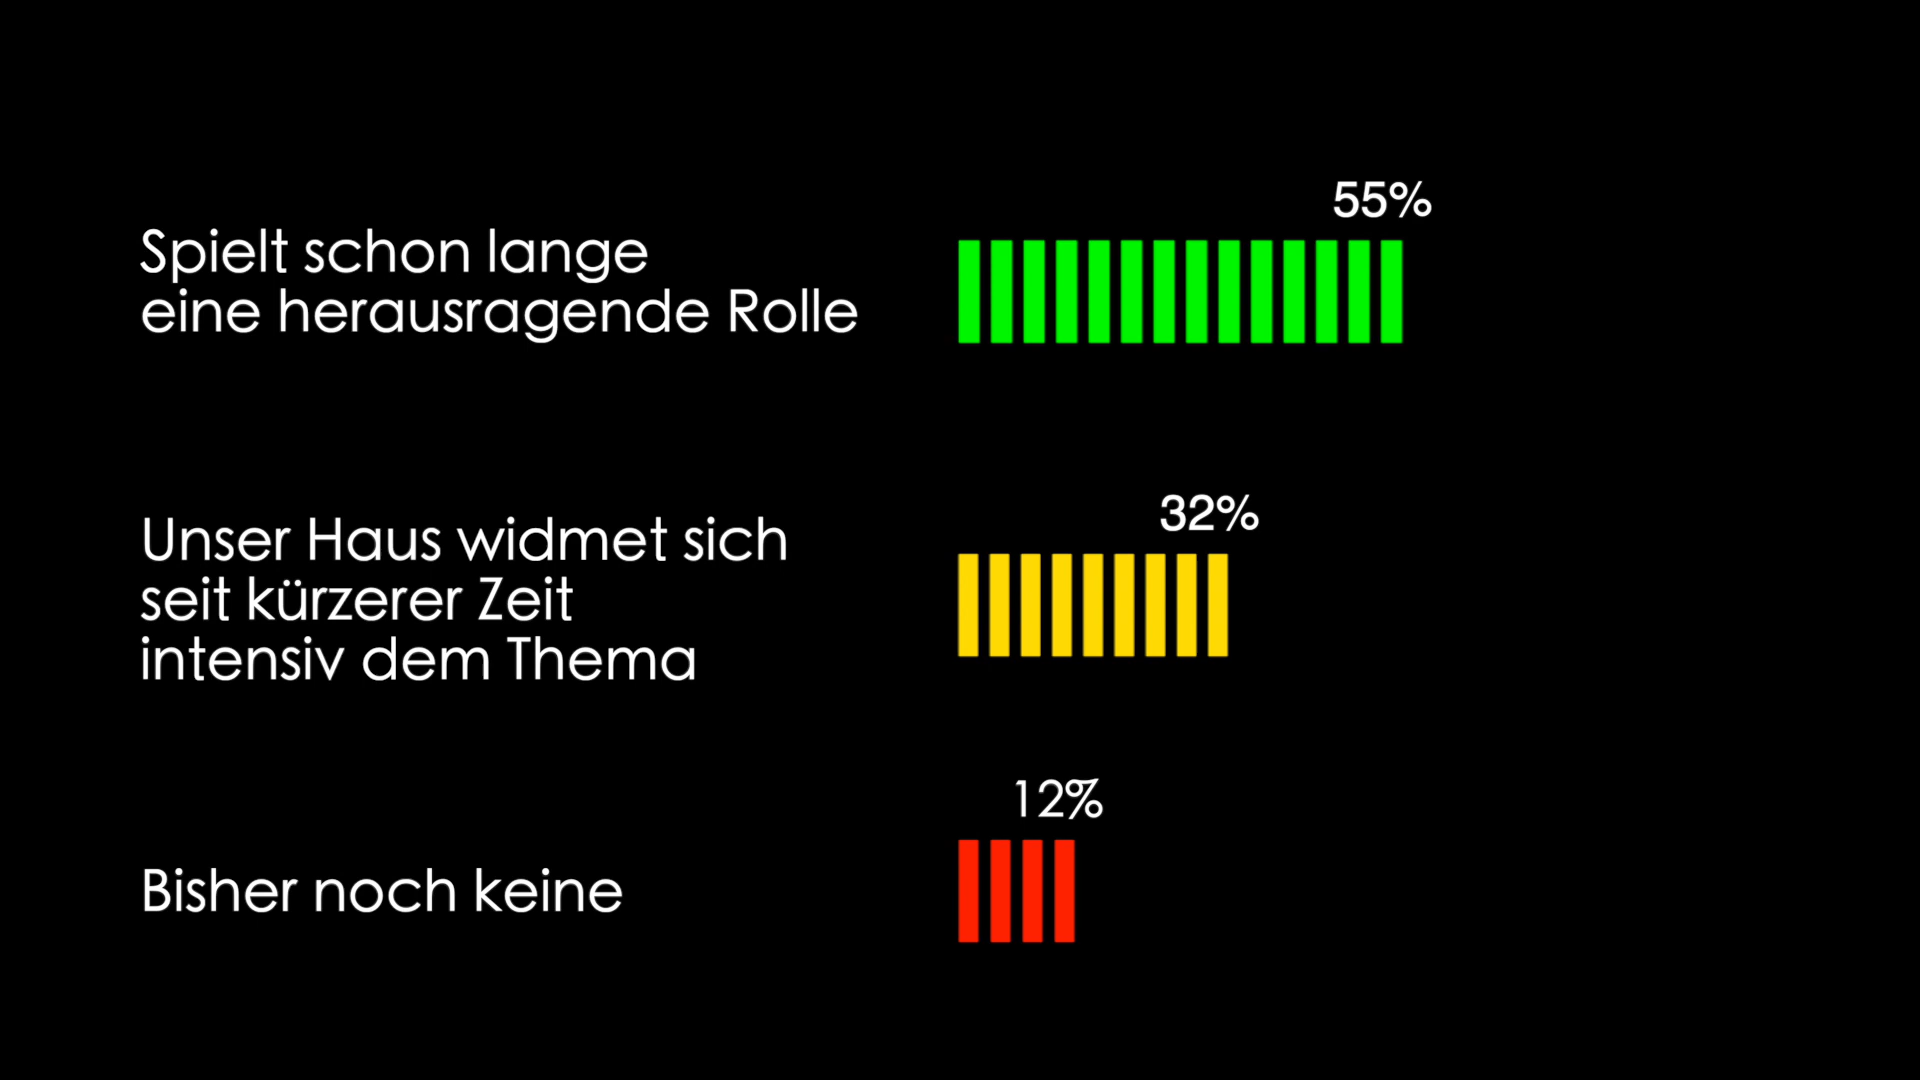 55%
Spielt schon lange
eine herausragende Rolle
32%
Unser Haus widmet sich
seit kürzerer Zeit
intensiv dem Thema
12%
Bisher noch keine